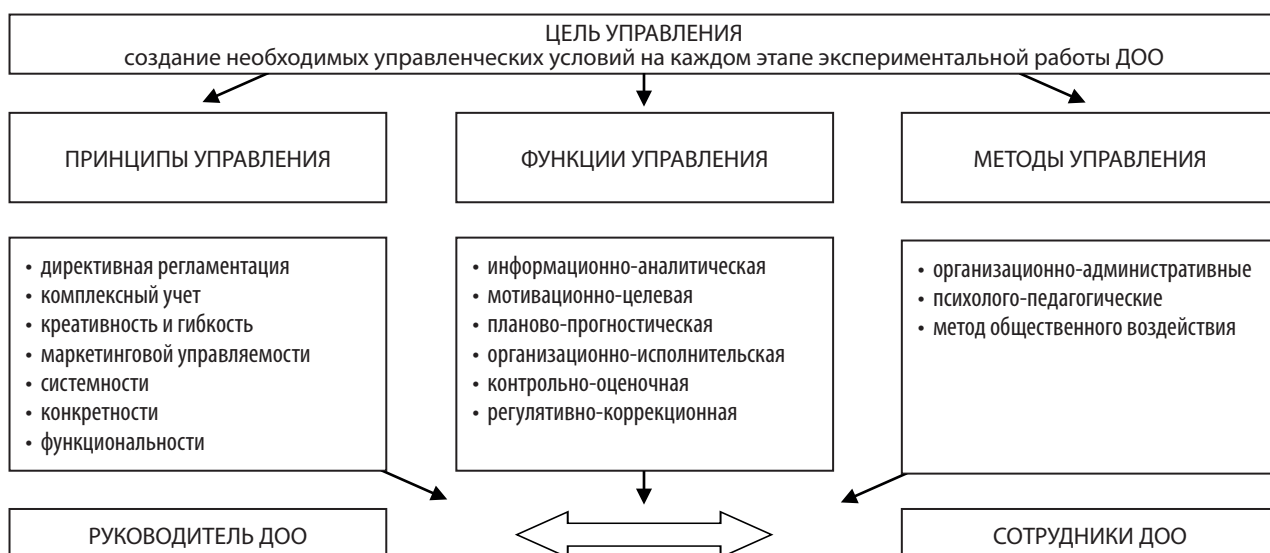 ЦЕЛЬ УПРАВЛЕНИЯ
создание необходимых управленческих условий на каждом этапе экспериментальной работы ДОО
ПРИНЦИПЫ УПРАВЛЕНИЯ
ФУНКЦИИ УПРАВЛЕНИЯ
МЕТОДЫ УПРАВЛЕНИЯ
• директивная регламентация
• комплексный учет
• креативность и гибкость
• маркетинговой управляемости
• системности
• конкретности
• функциональности
• информационно-аналитическая
• мотивационно-целевая
• планово-прогностическая
• организационно-исполнительская
• контрольно-оценочная
• регулятивно-коррекционная
• организационно-административные
• психолого-педагогические
• метод общественного воздействия
РУКОВОДИТЕЛЬ ДОО
СОТРУДНИКИ ДОО